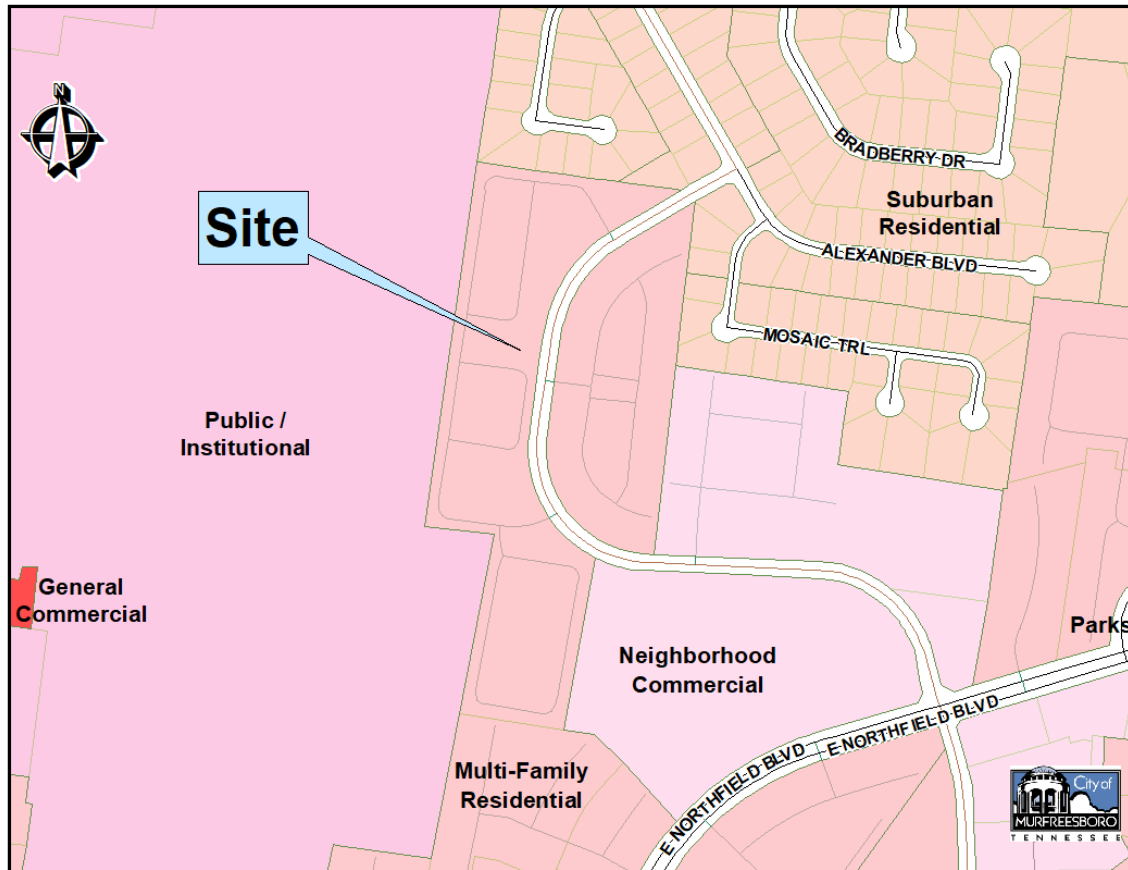 N
BRADBERRY DR
Suburban
Residential
Site
ALEXANDER BLVD
MOSAIC TRL
Public /
Institutional
General
Commercial
Parks
Neighborhood
Commercial
E NORTHFIELD BLVD
E NORTHFIELD BLVD
Multi-Family
Residential
City of
MURFREESBORO
TENNESSEE